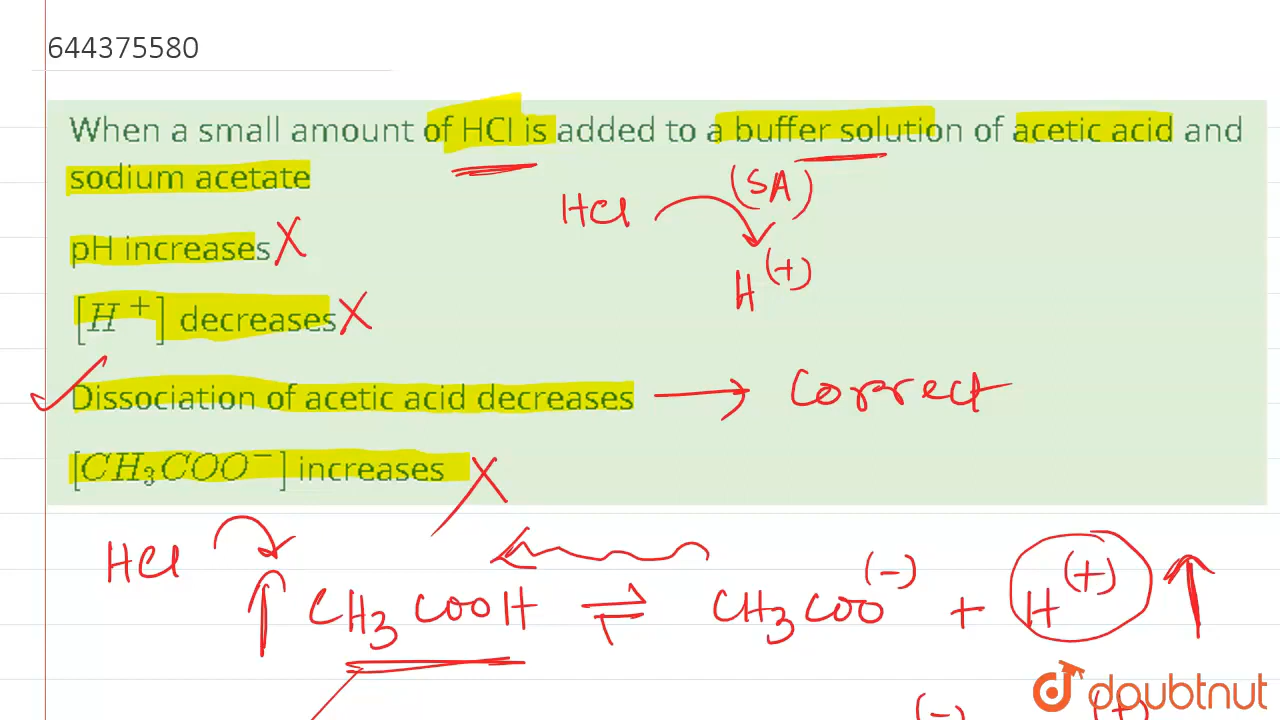 644375580
When a small amount of HCl is added to a buffer solution of acetic acid and
sodium acetate
(SA)
HCl
H (+)
pH increases X
[H⁺] decreases X
Dissociation of acetic acid decreases → Correct
[CH₃COO⁻] increases X
HCl
↑ CH₃COOH ⇌ CH₃COO (-) + H (+) ↑
doubtnut
(-) (+)